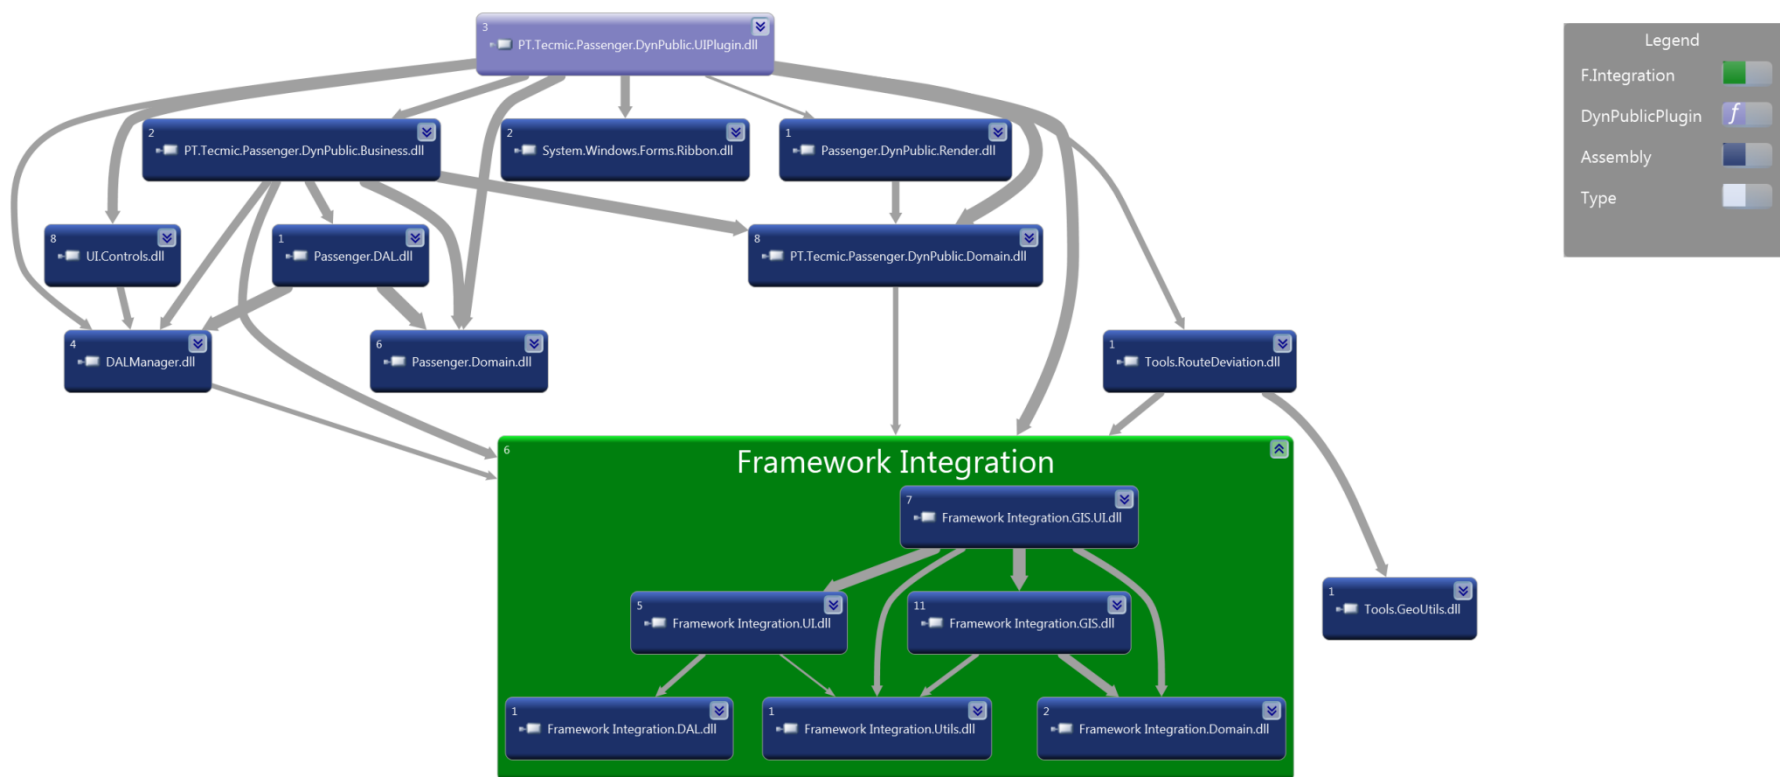 3
PT.Tecmic.Passenger.DynPublic.UIPlugin.dll
Legend
F.Integration
DynPublicPlugin
f
Assembly
Type
2
PT.Tecmic.Passenger.DynPublic.Business.dll
2
System.Windows.Forms.Ribbon.dll
1
Passenger.DynPublic.Render.dll
8
UI.Controls.dll
1
Passenger.DAL.dll
8
PT.Tecmic.Passenger.DynPublic.Domain.dll
4
DALManager.dll
6
Passenger.Domain.dll
1
Tools.RouteDeviation.dll
6
Framework Integration
7
Framework Integration.GIS.UI.dll
5
Framework Integration.UI.dll
11
Framework Integration.GIS.dll
1
Tools.GeoUtils.dll
1
Framework Integration.DAL.dll
1
Framework Integration.Utils.dll
2
Framework Integration.Domain.dll